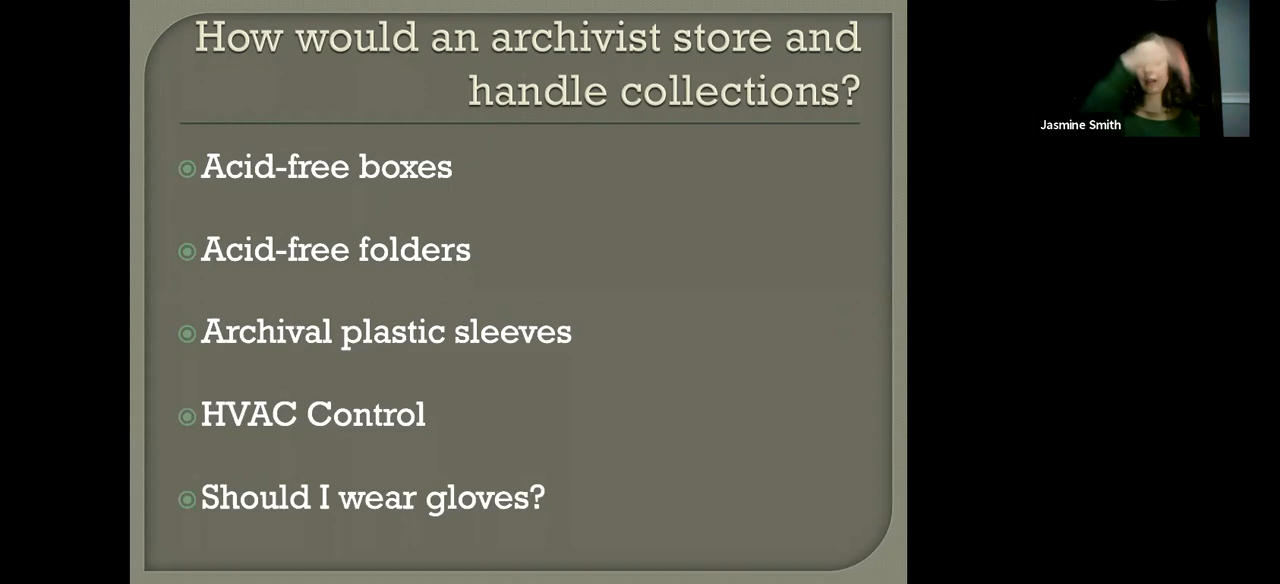 How would an archivist store and
handle collections?
Acid-free boxes
Acid-free folders
Archival plastic sleeves
HVAC Control
Should I wear gloves?
Jasmine Smith